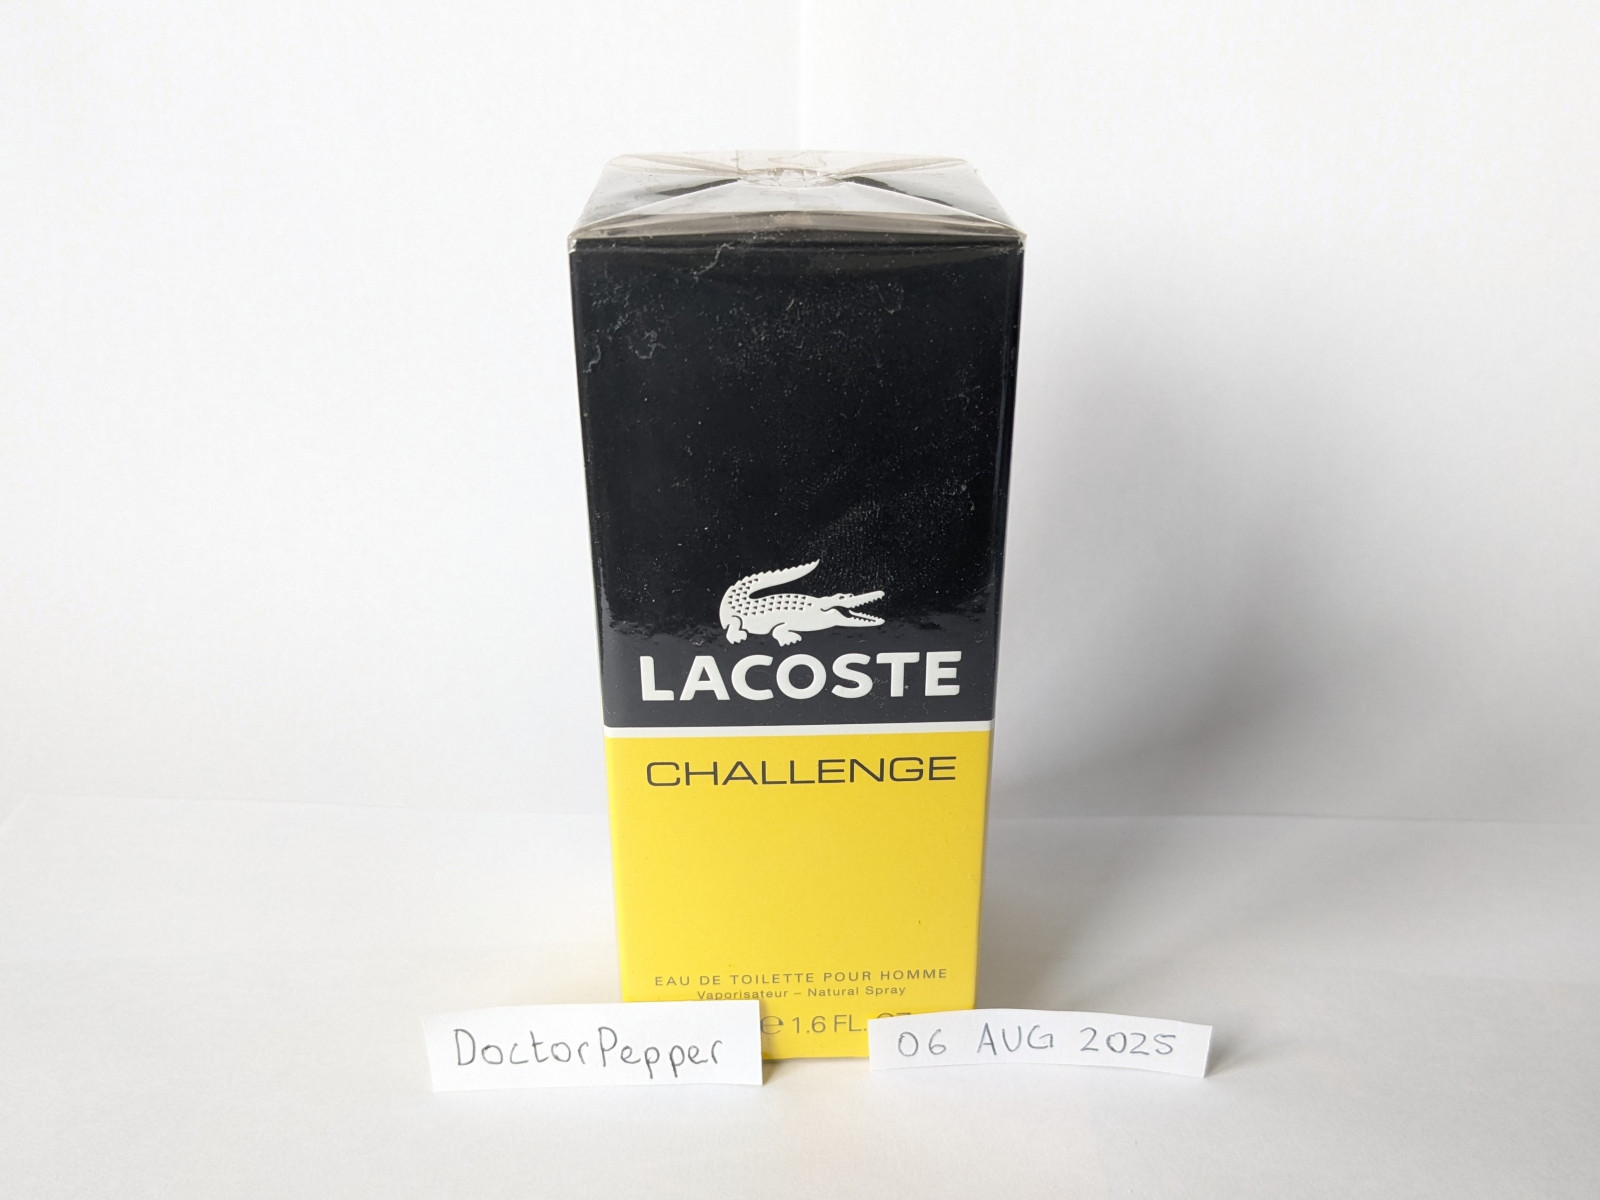 LACOSTE
CHALLENGE
EAU DE TOILETTE POUR HOMME
Vaporisateur – Natural Spray
e 1.6 FL.
DoctorPepper
06 AUG 2025